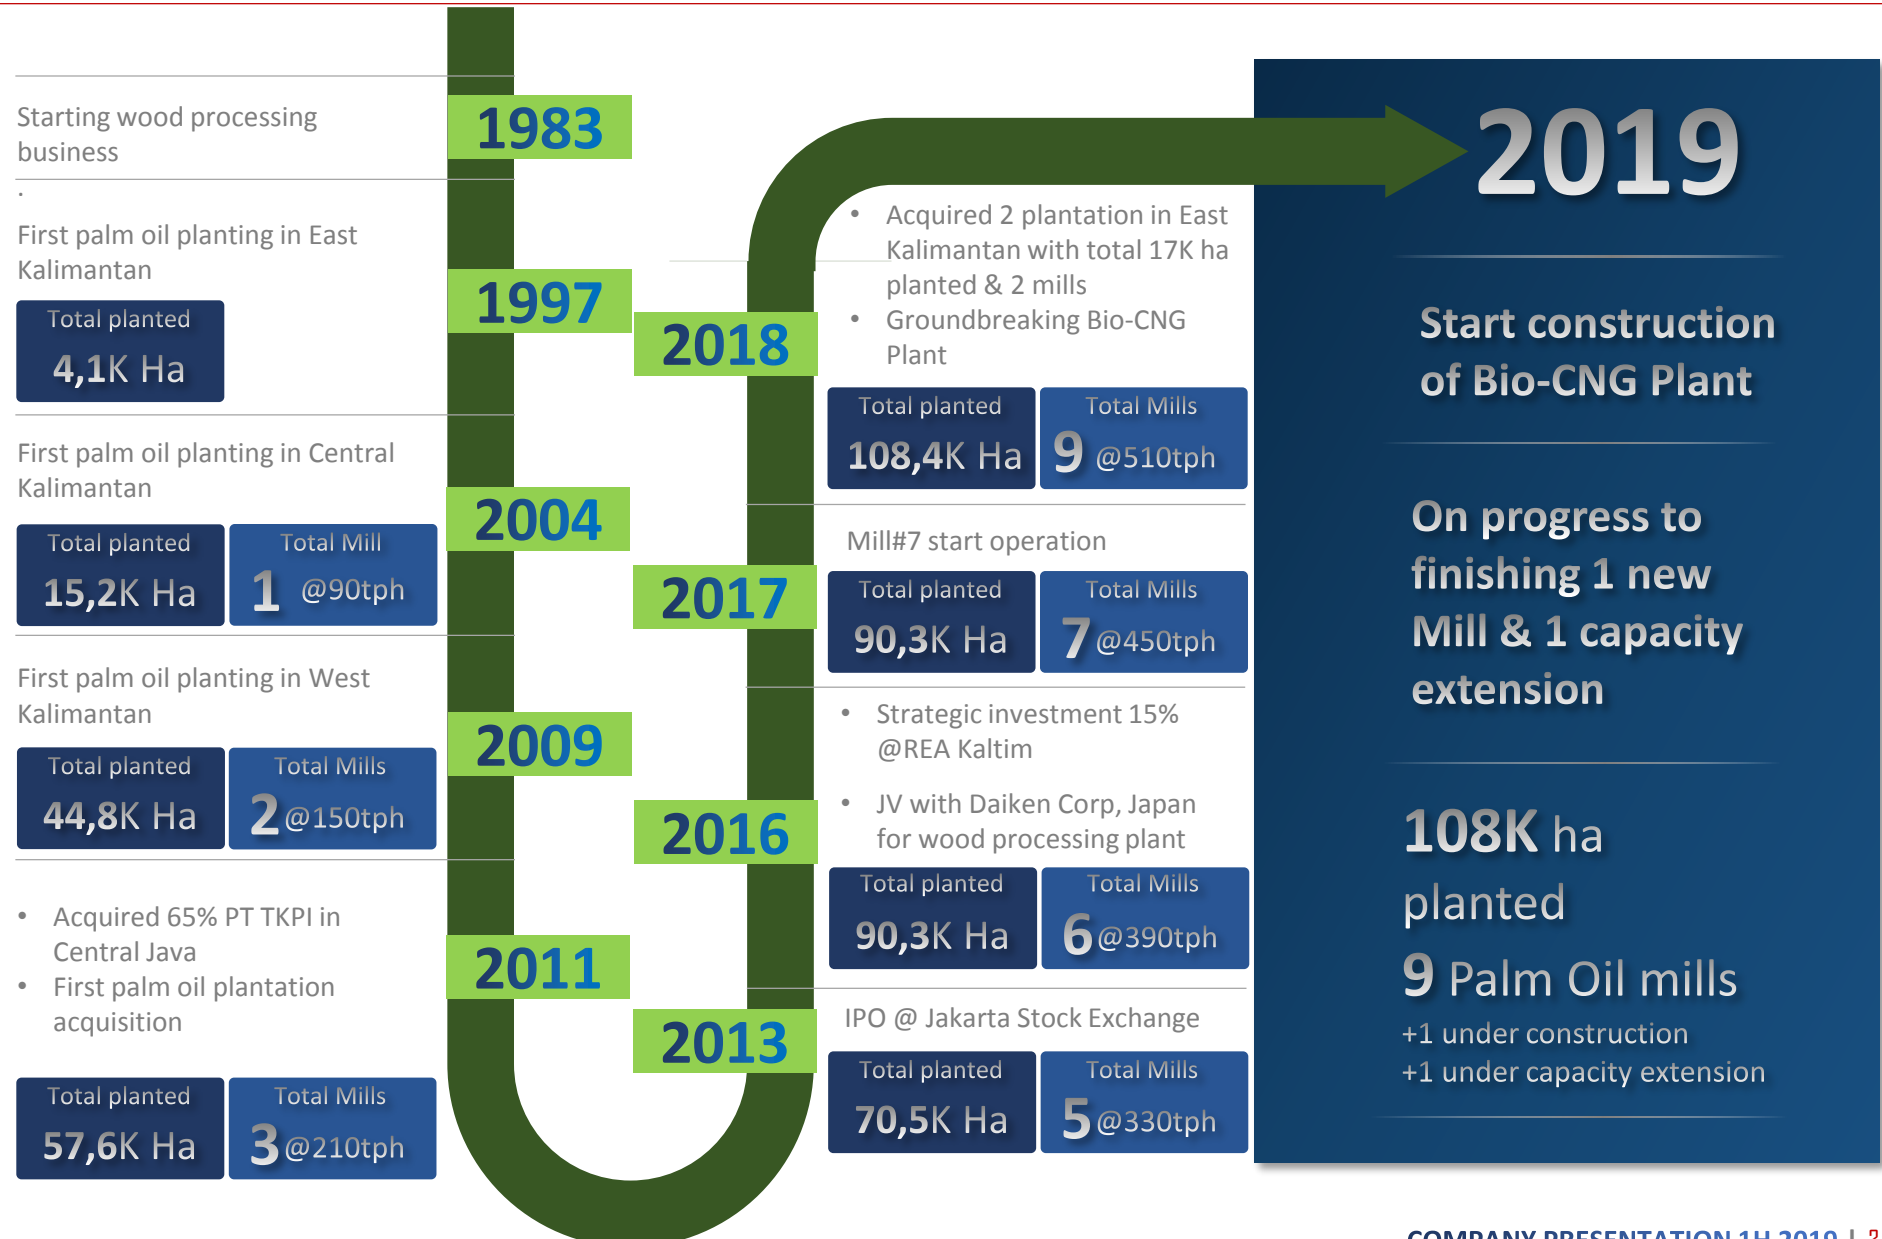 Starting wood processing
business
1983
.
First palm oil planting in East
Kalimantan
1997
Total planted
4,1K Ha
First palm oil planting in Central
Kalimantan
2004
Total planted
15,2K Ha
Total Mill
1 @90tph
First palm oil planting in West
Kalimantan
2009
Total planted
44,8K Ha
Total Mills
2 @150tph
• Acquired 65% PT TKPI in
Central Java
• First palm oil plantation
acquisition
2011
Total planted
57,6K Ha
Total Mills
3 @210tph
2013
IPO @ Jakarta Stock Exchange
Total planted
70,5K Ha
Total Mills
5 @330tph
2016
• Strategic investment 15%
@REA Kaltim
• JV with Daiken Corp, Japan
for wood processing plant
Total planted
90,3K Ha
Total Mills
6 @390tph
2017
Mill#7 start operation
Total planted
90,3K Ha
Total Mills
7 @450tph
2018
• Acquired 2 plantation in East
Kalimantan with total 17K ha
planted & 2 mills
• Groundbreaking Bio-CNG
Plant
Total planted
108,4K Ha
Total Mills
9 @510tph
2019
Start construction
of Bio-CNG Plant
On progress to
finishing 1 new
Mill & 1 capacity
extension
108K ha
planted
9 Palm Oil mills
+1 under construction
+1 under capacity extension
COMPANY PRESENTATION 1H 2019 |